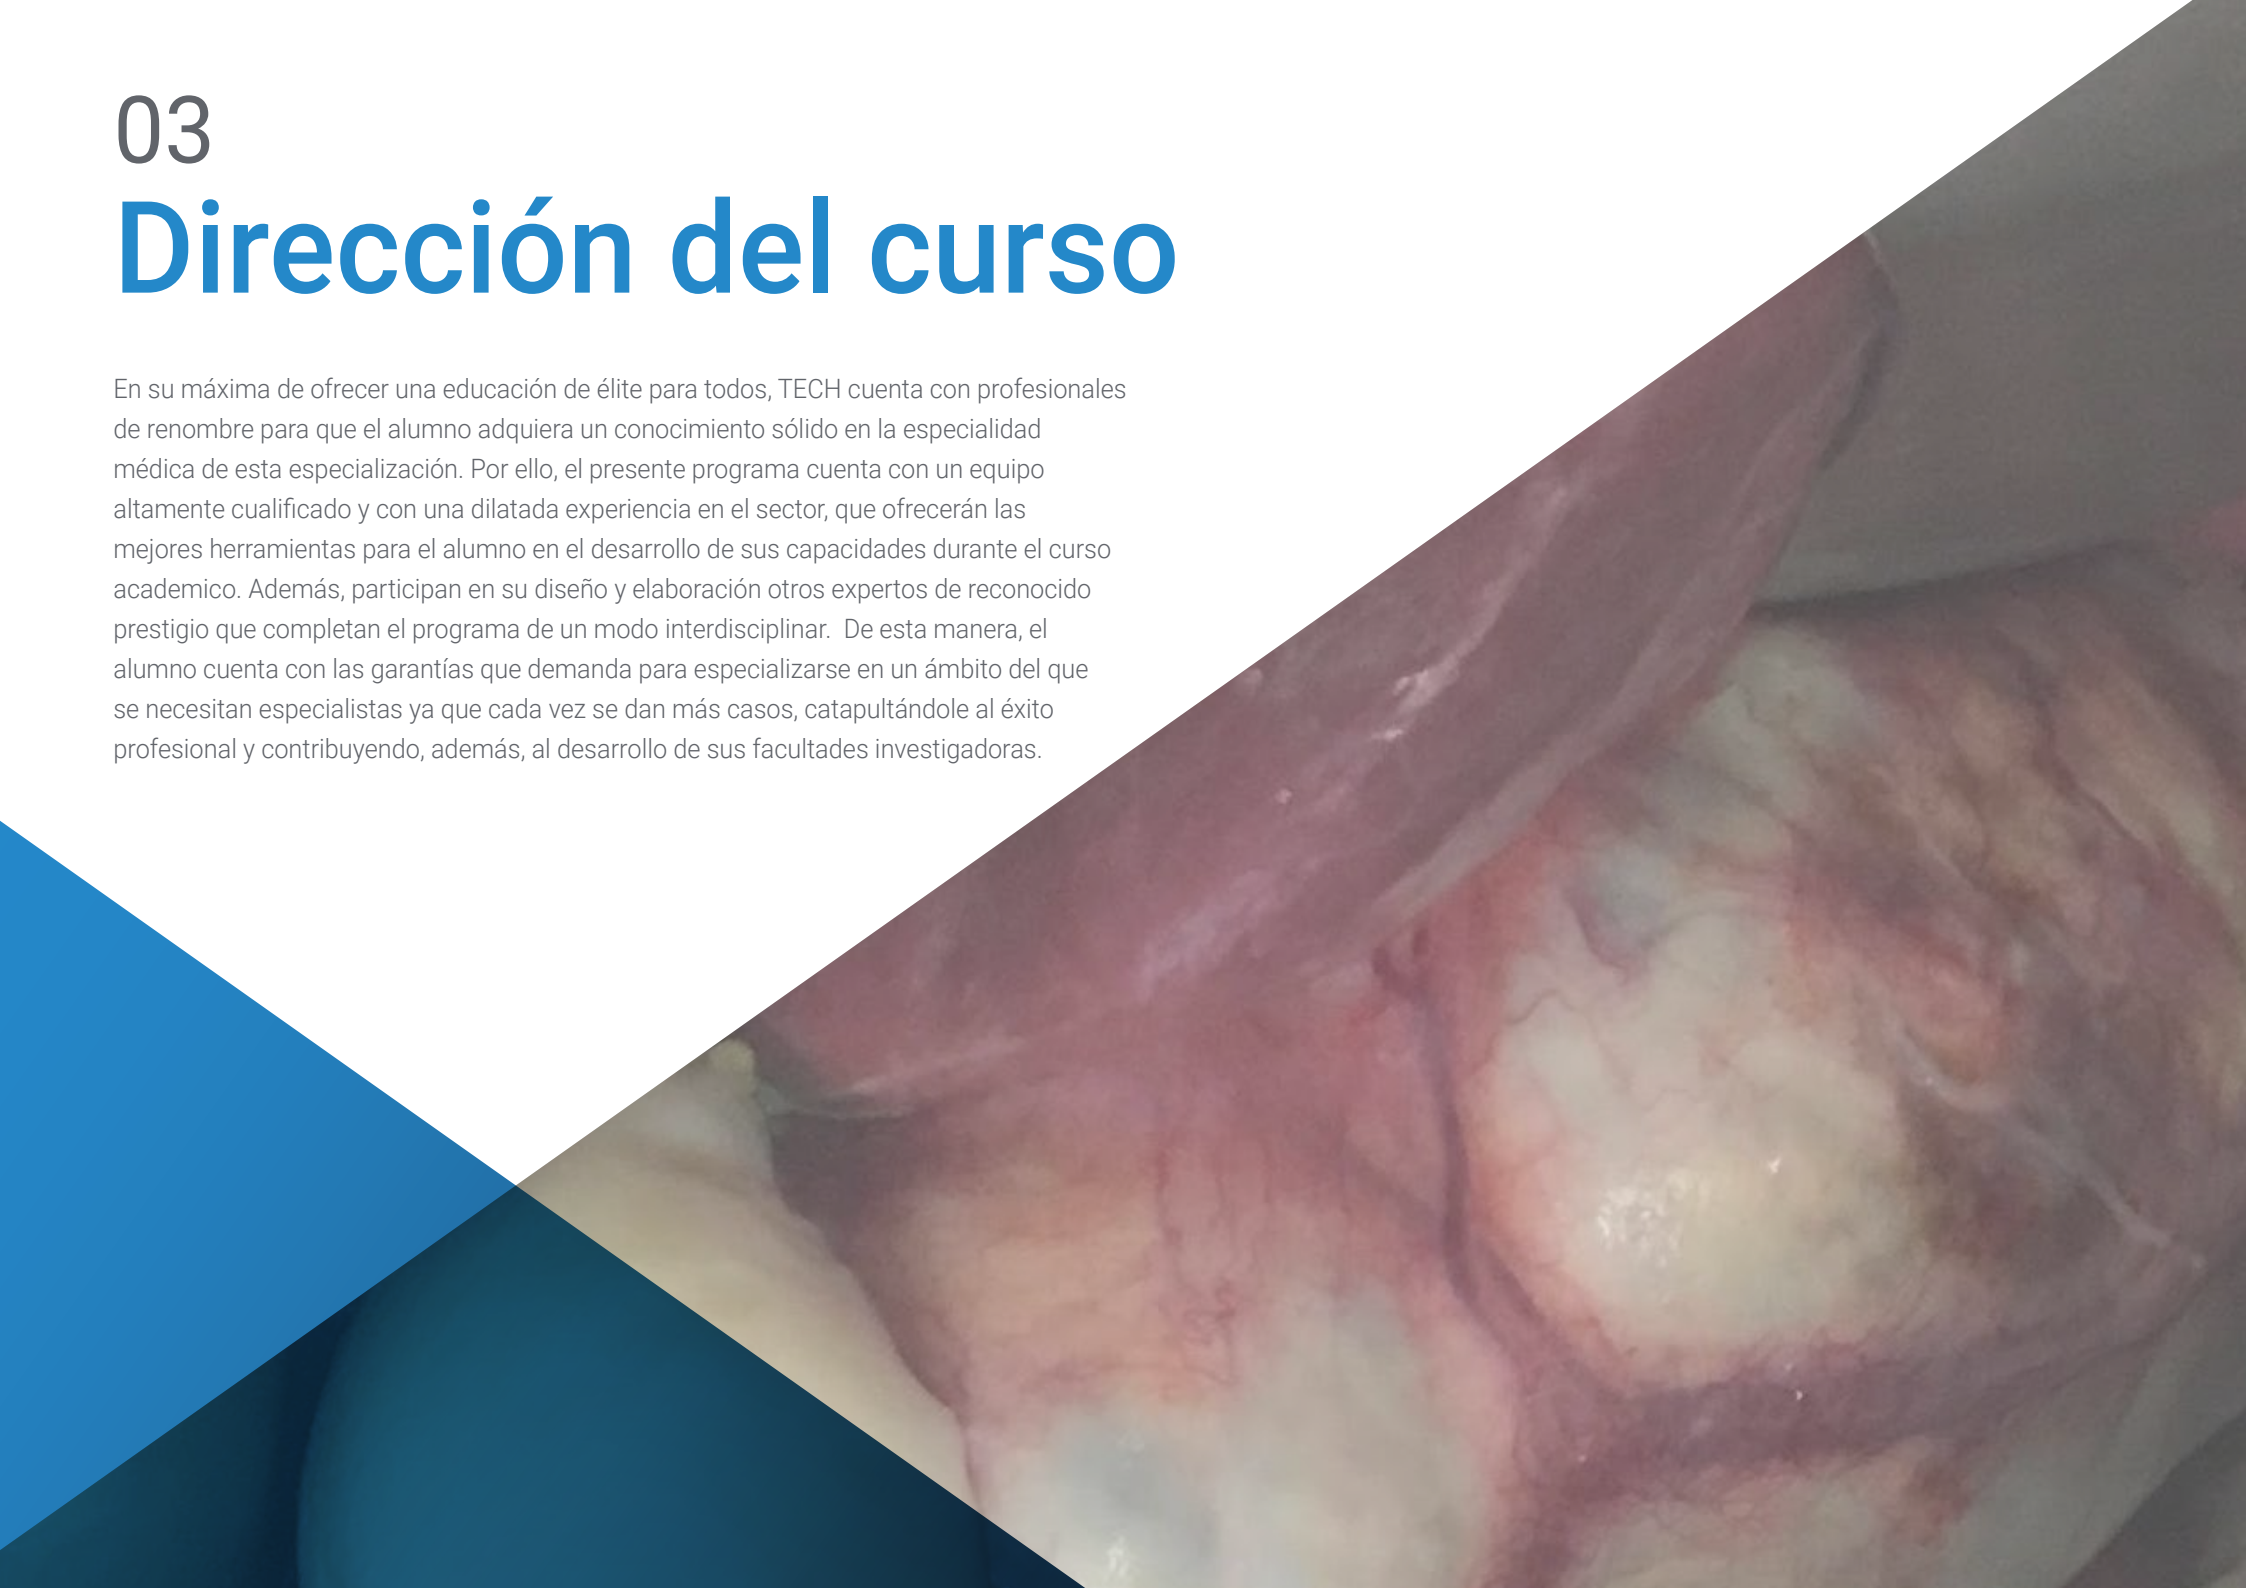 03
Dirección del curso
En su máxima de ofrecer una educación de élite para todos, TECH cuenta con profesionales
de renombre para que el alumno adquiera un conocimiento sólido en la especialidad
médica de esta especialización. Por ello, el presente programa cuenta con un equipo
altamente cualificado y con una dilatada experiencia en el sector, que ofrecerán las
mejores herramientas para el alumno en el desarrollo de sus capacidades durante el curso
academico. Además, participan en su diseño y elaboración otros expertos de reconocido
prestigio que completan el programa de un modo interdisciplinar.  De esta manera, el
alumno cuenta con las garantías que demanda para especializarse en un ámbito del que
se necesitan especialistas ya que cada vez se dan más casos, catapultándole al éxito
profesional y contribuyendo, además, al desarrollo de sus facultades investigadoras.